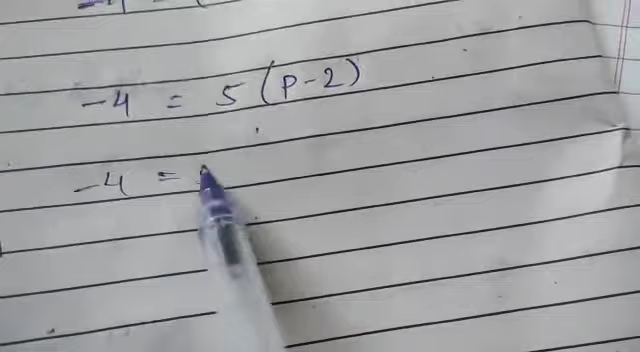 -4 = 5(P-2)
-4 =